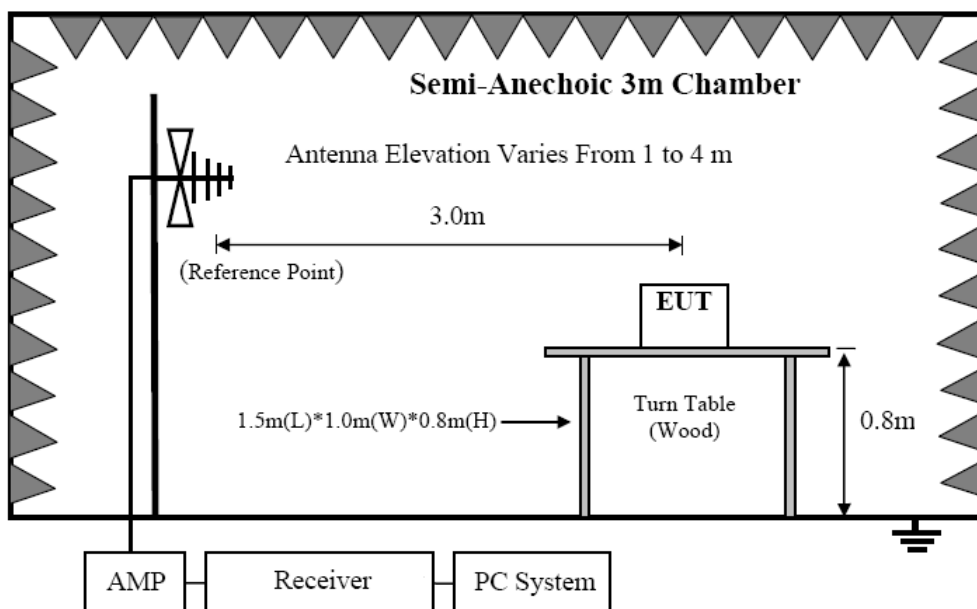 Semi-Anechoic 3m Chamber
Antenna Elevation Varies From 1 to 4 m
3.0m
(Reference Point)
EUT
1.5m(L)*1.0m(W)*0.8m(H)
Turn Table
(Wood)
0.8m
AMP
Receiver
PC System